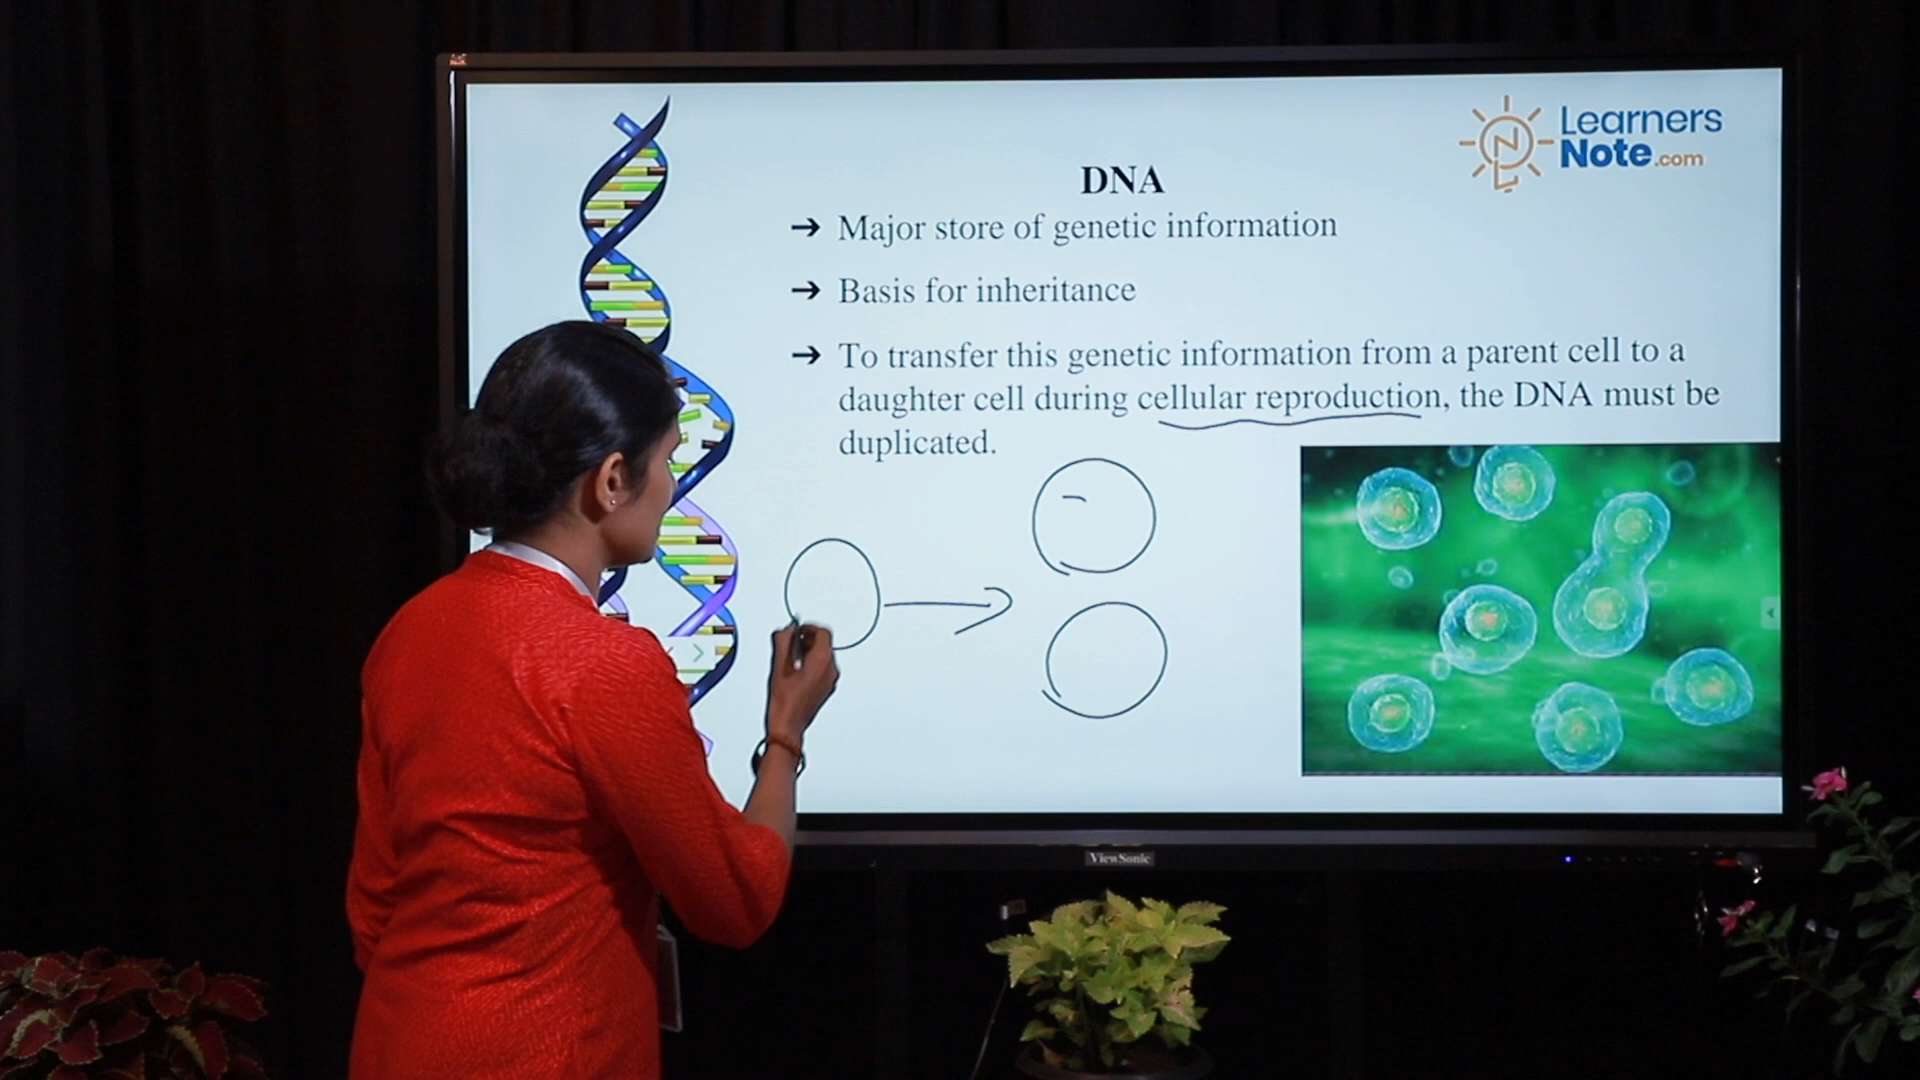 Learners
Note.com
DNA
➔ Major store of genetic information
➔ Basis for inheritance
➔ To transfer this genetic information from a parent cell to a
daughter cell during cellular reproduction, the DNA must be
duplicated.
ViewSonic